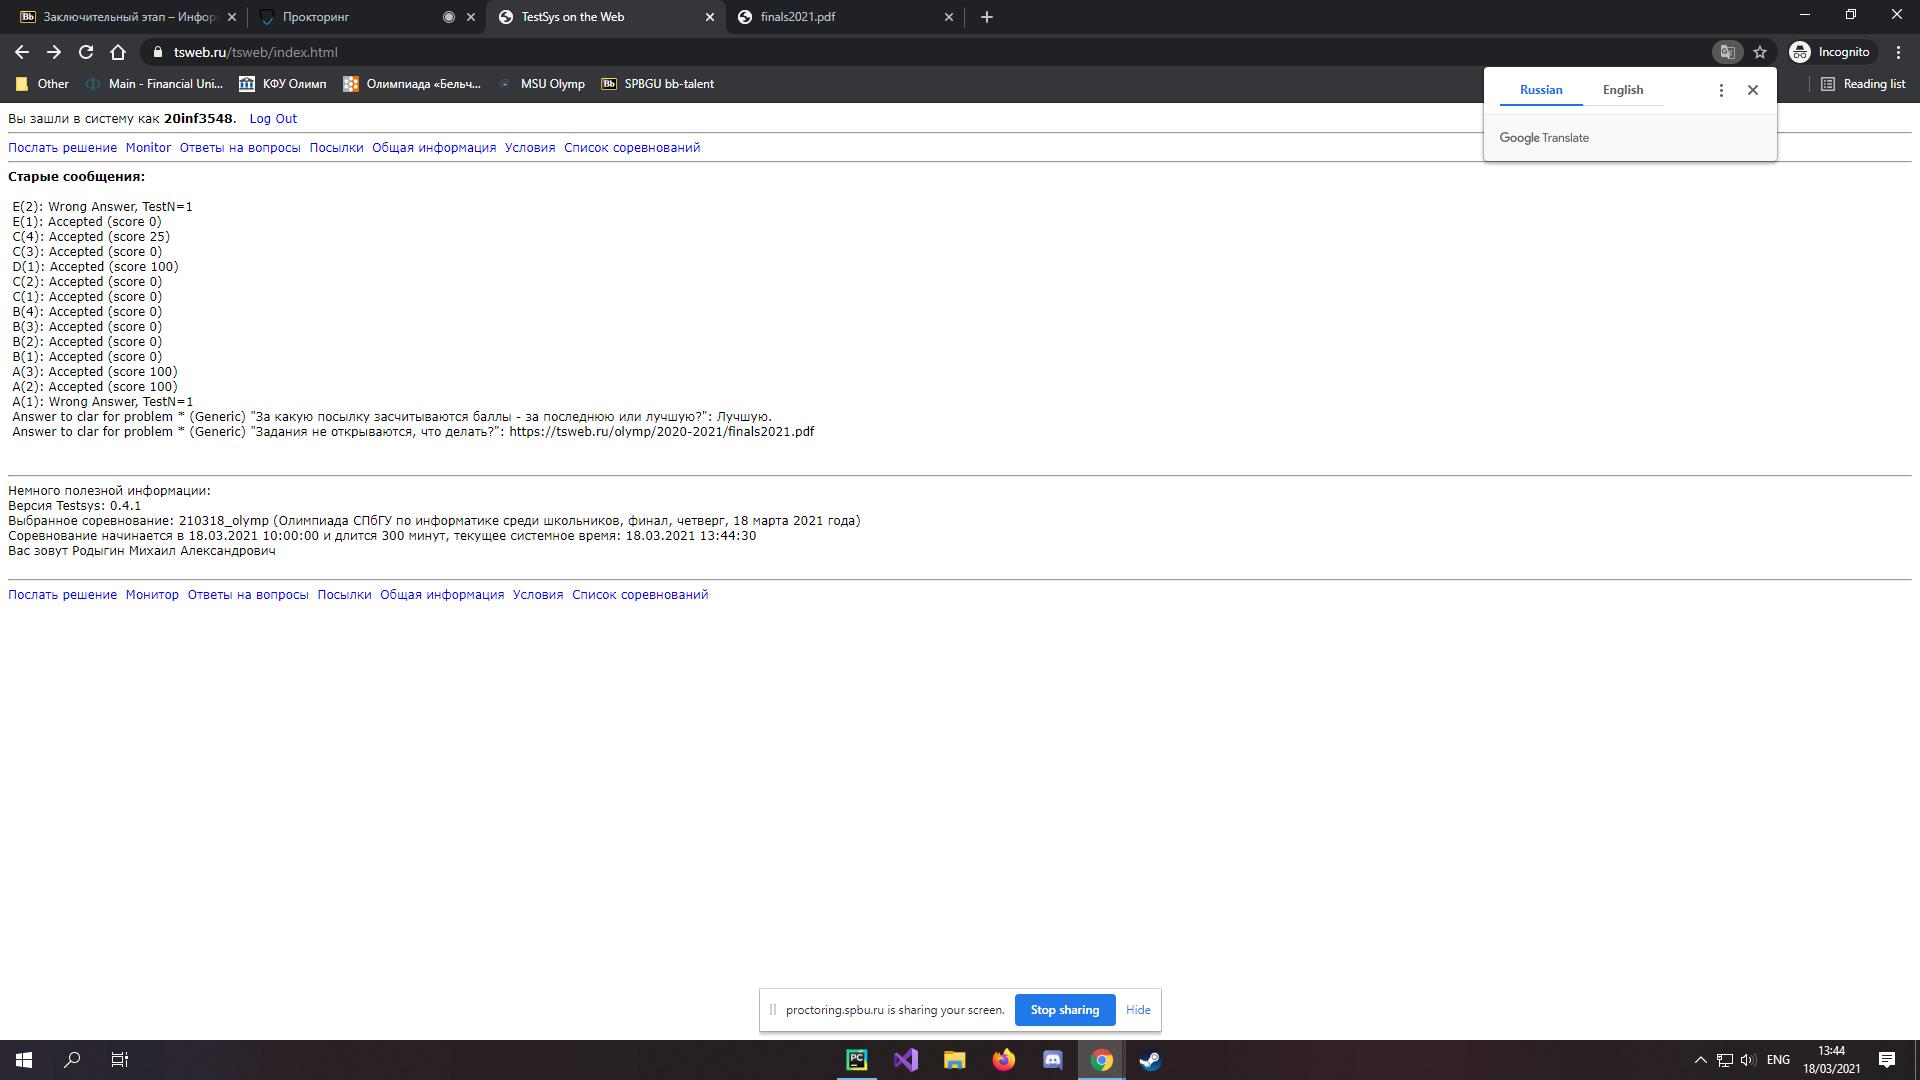 Заключительный этап – Инфор
Прокторинг
TestSys on the Web
finals2021.pdf
tsweb.ru/tsweb/index.html
Incognito
Other
Main - Financial Uni...
КФУ Олимп
Олимпиада «Бельч...
MSU Olymp
Bb
SPBGU bb-talent
Reading list
Russian
English
Google Translate
Вы зашли в систему как 20inf3548. Log Out
Послать решение Monitor Ответы на вопросы Посылки Общая информация Условия Список соревнований
Старые сообщения:
E(2): Wrong Answer, TestN=1
E(1): Accepted (score 0)
C(4): Accepted (score 25)
C(3): Accepted (score 0)
D(1): Accepted (score 100)
C(2): Accepted (score 0)
C(1): Accepted (score 0)
B(4): Accepted (score 0)
B(3): Accepted (score 0)
B(2): Accepted (score 0)
B(1): Accepted (score 0)
A(3): Accepted (score 100)
A(2): Accepted (score 100)
A(1): Wrong Answer, TestN=1
Answer to clar for problem * (Generic) "За какую посылку засчитываются баллы - за последнюю или лучшую?": Лучшую.
Answer to clar for problem * (Generic) "Задания не открываются, что делать?": https://tsweb.ru/olymp/2020-2021/finals2021.pdf
Немного полезной информации:
Версия Testsys: 0.4.1
Выбранное соревнование: 210318_olymp (Олимпиада СПбГУ по информатике среди школьников, финал, четверг, 18 марта 2021 года)
Соревнование начинается в 18.03.2021 10:00:00 и длится 300 минут, текущее системное время: 18.03.2021 13:44:30
Вас зовут Родыгин Михаил Александрович
Послать решение Монитор Ответы на вопросы Посылки Общая информация Условия Список соревнований
proctoring.spbu.ru is sharing your screen.
Stop sharing
Hide
PC
ENG
13:44
18/03/2021